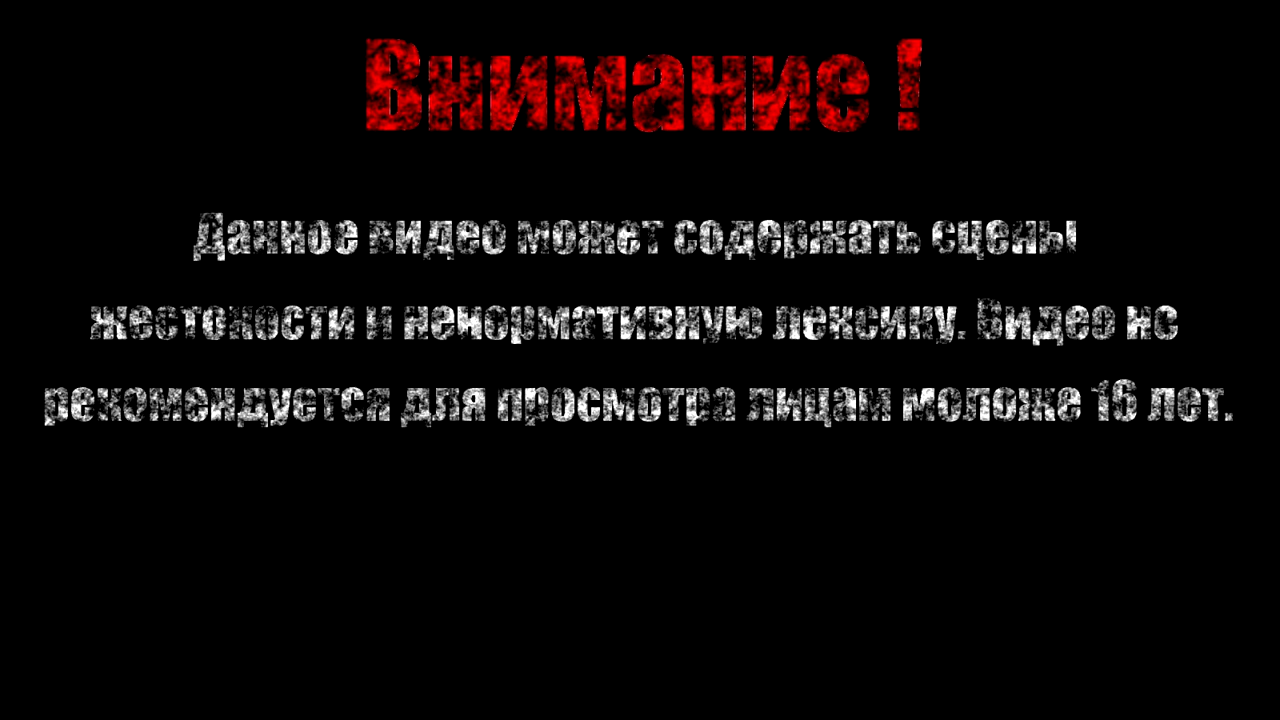 Внимание !
Данное видео может содержать сцены
жестокости и ненормативную лексику. Видео не
рекомендуется для просмотра лицам моложе 16 лет.